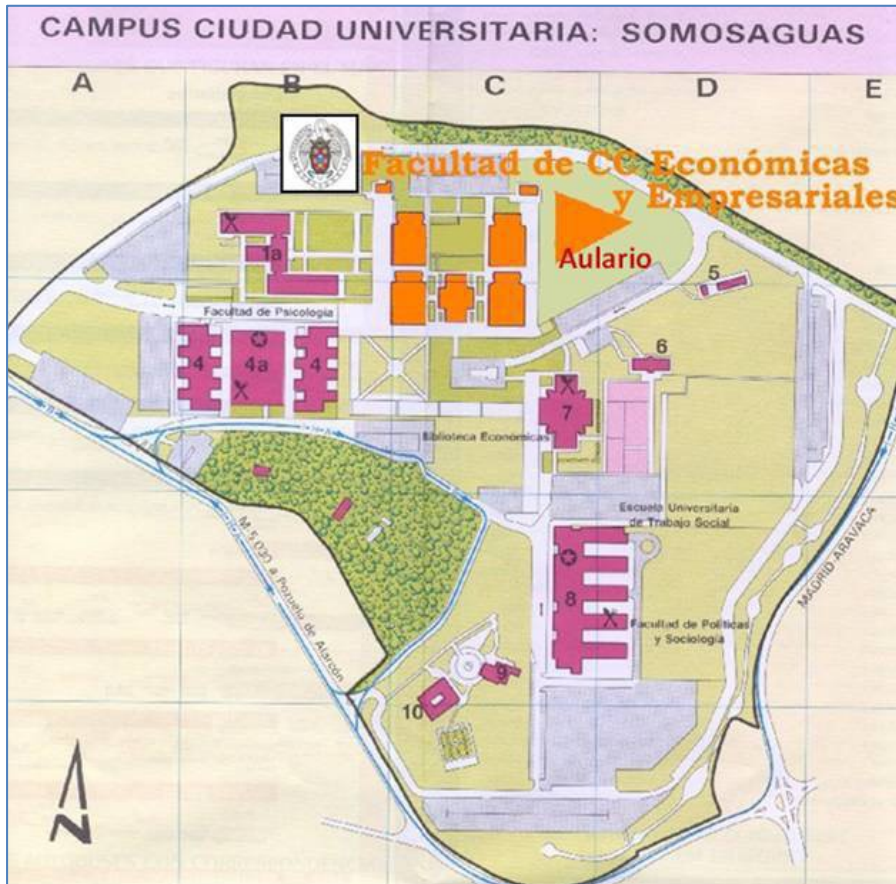 CAMPUS CIUDAD UNIVERSITARIA: SOMOSAGUAS
A B C D E
Facultad de CC Económicas
y Empresariales
Aulario
1a
5
Facultad de Psicología
6
4 4a 4
7
Biblioteca Económicas
Escuela Universitaria
de Trabajo Social
M-5.030 a Pozuelo de Alarcón
MADRID-ARAVACA
8
Facultad de Políticas
y Sociología
9
10
N